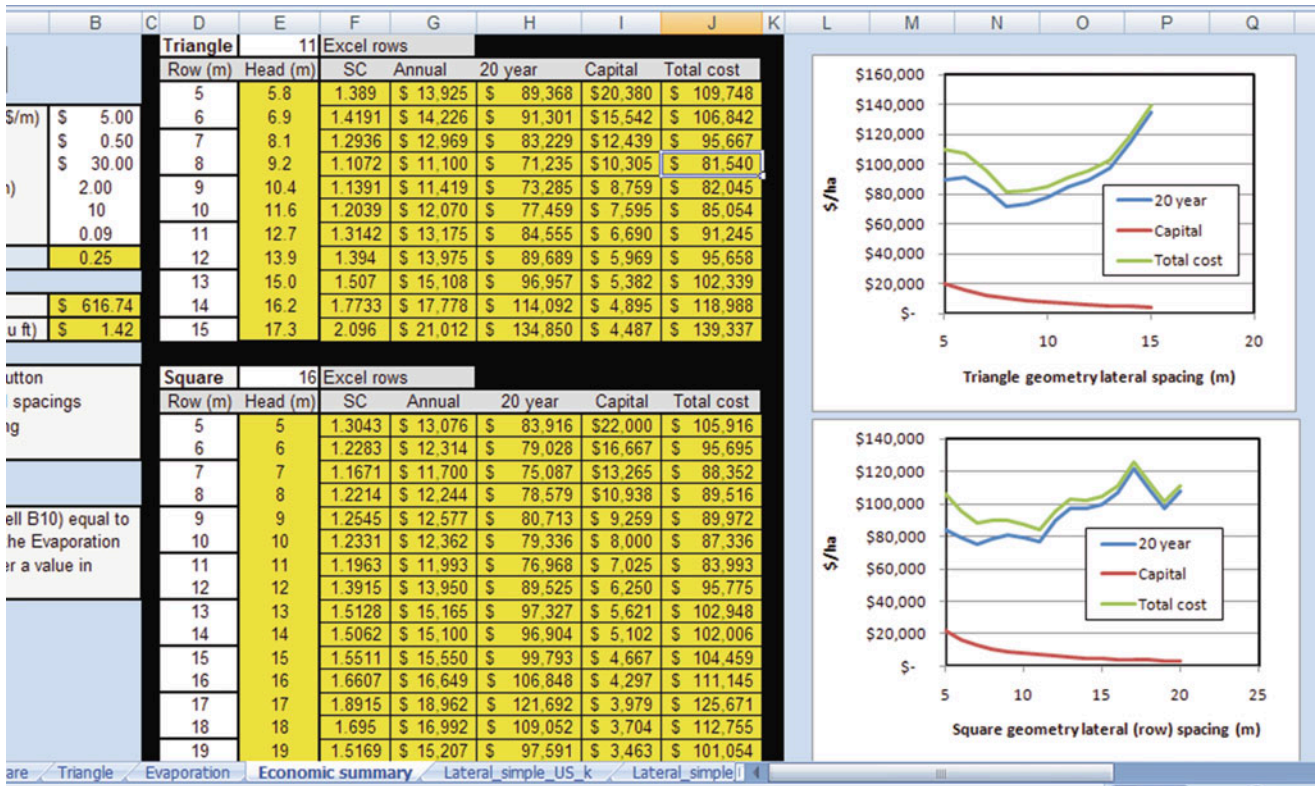 B C D E F G H I J K L M N O P Q
Triangle 11 Excel rows
Row (m) Head (m) SC Annual 20 year Capital Total cost
5 5.8 1.389 $ 13,925 $ 89,368 $20,380 $ 109,748
6 6.9 1.4191 $ 14,226 $ 91,301 $15,542 $ 106,842
7 8.1 1.2936 $ 12,969 $ 83,229 $12,439 $ 95,667
8 9.2 1.1072 $ 11,100 $ 71,235 $10,305 $ 81,540
9 10.4 1.1391 $ 11,419 $ 73,285 $ 8,759 $ 82,045
10 11.6 1.2039 $ 12,070 $ 77,459 $ 7,595 $ 85,054
11 12.7 1.3142 $ 13,175 $ 84,555 $ 6,690 $ 91,245
12 13.9 1.394 $ 13,975 $ 89,689 $ 5,969 $ 95,658
13 15.0 1.507 $ 15,108 $ 96,957 $ 5,382 $ 102,339
14 16.2 1.7733 $ 17,778 $ 114,092 $ 4,895 $ 118,988
15 17.3 2.096 $ 21,012 $ 134,850 $ 4,487 $ 139,337
$/m) $ 5.00
$ 0.50
$ 30.00
) 2.00
10
0.09
0.25
$ 616.74
u ft) $ 1.42
utton
spacings
ng
ell B10) equal to
he Evaporation
er a value in
Square 16 Excel rows
Row (m) Head (m) SC Annual 20 year Capital Total cost
5 5 1.3043 $ 13,076 $ 83,916 $22,000 $ 105,916
6 6 1.2283 $ 12,314 $ 79,028 $16,667 $ 95,695
7 7 1.1671 $ 11,700 $ 75,087 $13,265 $ 88,352
8 8 1.2214 $ 12,244 $ 78,579 $10,938 $ 89,516
9 9 1.2545 $ 12,577 $ 80,713 $ 9,259 $ 89,972
10 10 1.2331 $ 12,362 $ 79,336 $ 8,000 $ 87,336
11 11 1.1963 $ 11,993 $ 76,968 $ 7,025 $ 83,993
12 12 1.3915 $ 13,950 $ 89,525 $ 6,250 $ 95,775
13 13 1.5128 $ 15,165 $ 97,327 $ 5,621 $ 102,948
14 14 1.5062 $ 15,100 $ 96,904 $ 5,102 $ 102,006
15 15 1.5511 $ 15,550 $ 99,793 $ 4,667 $ 104,459
16 16 1.6607 $ 16,649 $ 106,848 $ 4,297 $ 111,145
17 17 1.8915 $ 18,962 $ 121,692 $ 3,979 $ 125,671
18 18 1.695 $ 16,992 $ 109,052 $ 3,704 $ 112,755
19 19 1.5169 $ 15,207 $ 97,591 $ 3,463 $ 101,054
$160,000
$140,000
$120,000
$100,000
$80,000
$60,000
$40,000
$20,000
$-
$/ha
20 year
Capital
Total cost
5 10 15 20
Triangle geometry lateral spacing (m)
$140,000
$120,000
$100,000
$80,000
$60,000
$40,000
$20,000
$-
$/ha
20 year
Capital
Total cost
5 10 15 20 25
Square geometry lateral (row) spacing (m)
are Triangle Evaporation Economic summary Lateral_simple_US_k Lateral_simple